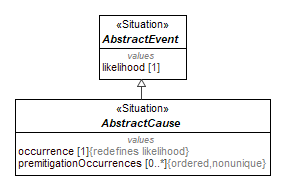 «Situation»
AbstractEvent
values
likelihood [1]
«Situation»
AbstractCause
values
occurrence [1]{redefines likelihood}
premitigationOccurrences [0..*]{ordered,nonunique}